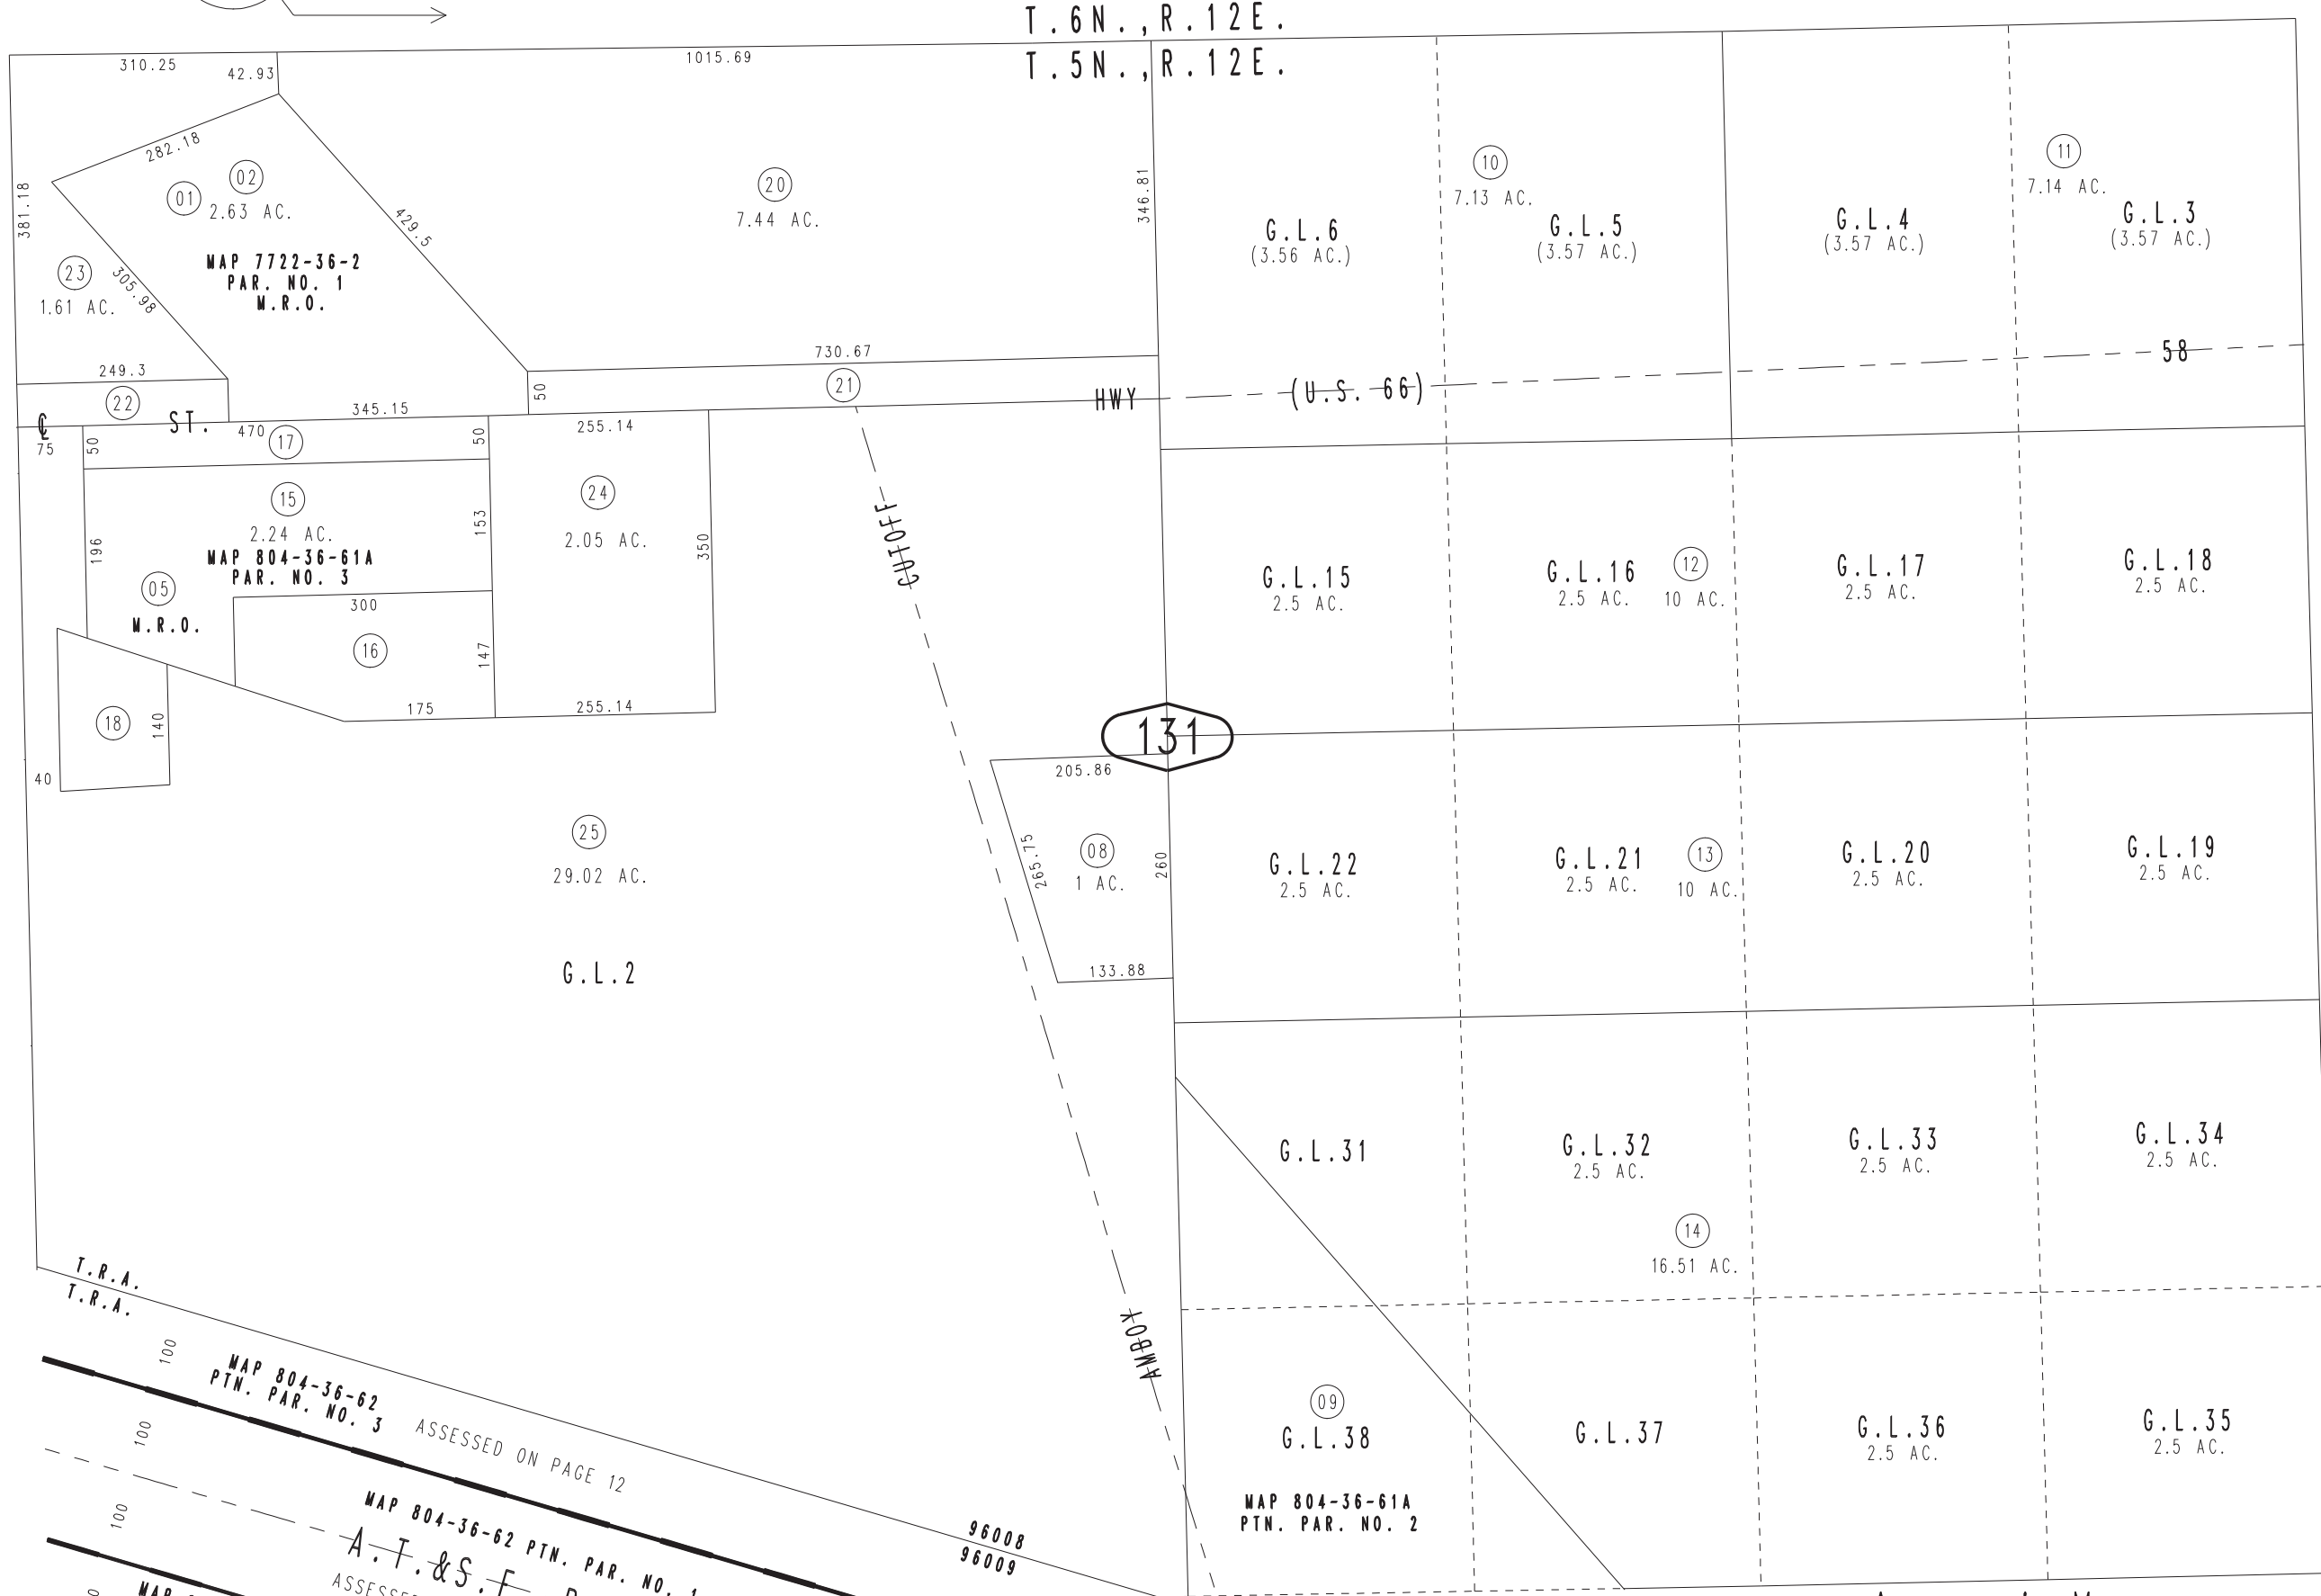 T.6N.,R.12E.
T.5N.,R.12E.
310.25
42.93
1015.69
282.18
381.18
01
02
2.63 AC.
MAP 7722-36-2
PAR. NO. 1
M.R.O.
429.5
20
7.44 AC.
346.81
23
1.61 AC.
305.98
249.3
22
730.67
21
50
345.15
HWY
(U.S. 66)
58
10
7.13 AC.
11
7.14 AC.
G.L.6
(3.56 AC.)
G.L.5
(3.57 AC.)
G.L.4
(3.57 AC.)
G.L.3
(3.57 AC.)
℄
ST.
75
50
470
17
50
255.14
15
2.24 AC.
MAP 804-36-61A
PAR. NO. 3
196
153
05
M.R.O.
24
2.05 AC.
350
CUTOFF
300
16
147
175
255.14
18
140
40
G.L.15
2.5 AC.
G.L.16
2.5 AC.
12
10 AC.
G.L.17
2.5 AC.
G.L.18
2.5 AC.
131
205.86
265.75
08
1 AC.
260
133.88
25
29.02 AC.
G.L.2
G.L.22
2.5 AC.
G.L.21
2.5 AC.
13
10 AC.
G.L.20
2.5 AC.
G.L.19
2.5 AC.
G.L.31
G.L.32
2.5 AC.
G.L.33
2.5 AC.
G.L.34
2.5 AC.
14
16.51 AC.
T.R.A.
T.R.A.
AMBOY
100
MAP 804-36-62
PTN. PAR. NO. 3
ASSESSED ON PAGE 12
100
100
MAP 804-36-62 PTN. PAR. NO. 1
A.T.&S.F.
96008
96009
09
G.L.38
MAP 804-36-61A
PTN. PAR. NO. 2
G.L.37
G.L.36
2.5 AC.
G.L.35
2.5 AC.